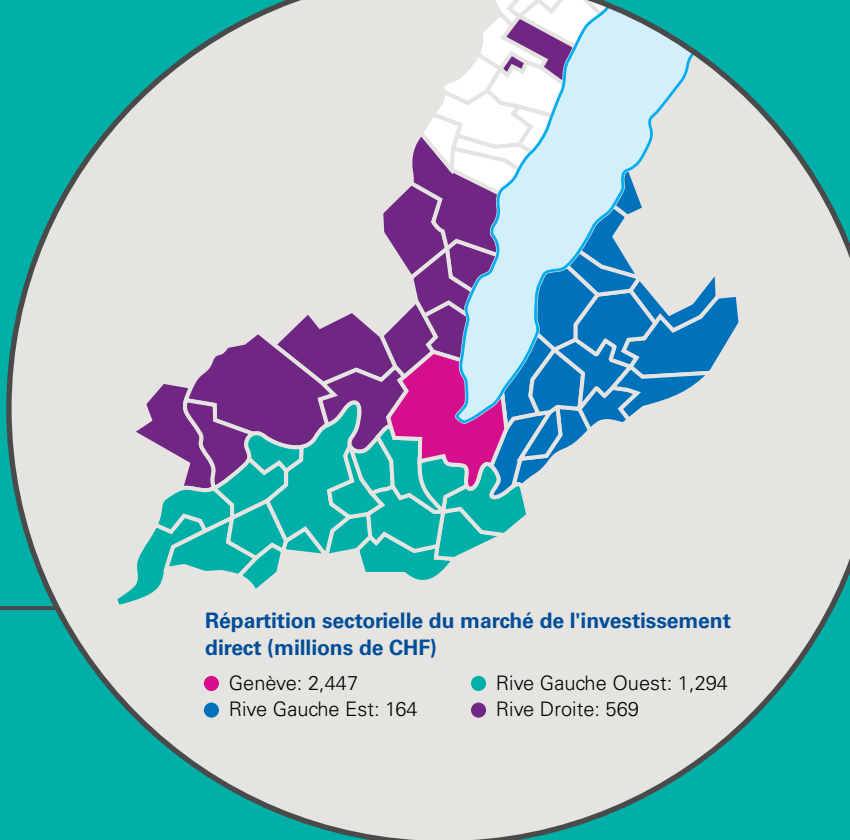 Répartition sectorielle du marché de l'investissement
direct (millions de CHF)
Genève: 2,447
Rive Gauche Est: 164
Rive Gauche Ouest: 1,294
Rive Droite: 569